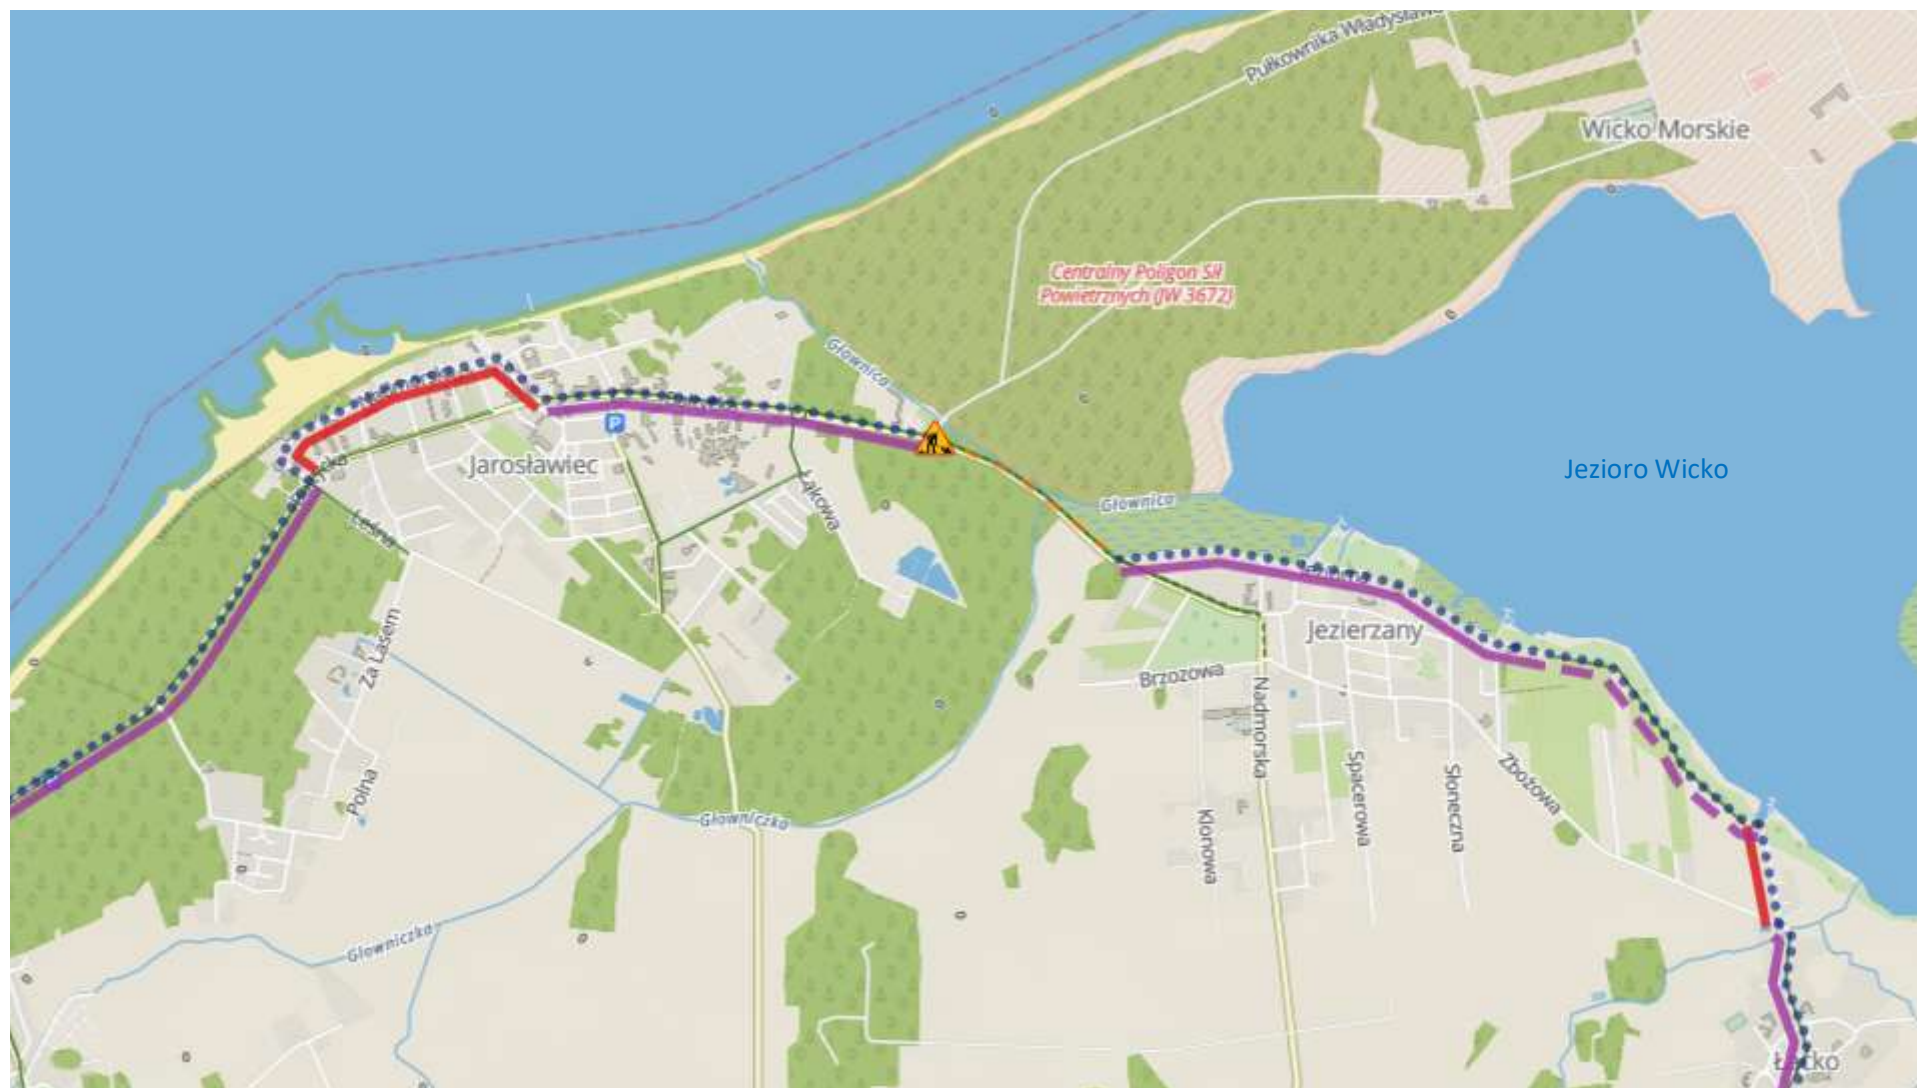 Pułkownika Władysława
Wicko Morskie
Centralny Poligon Sił
Powietrznych (JW 3672)
Głownica
P
Jarosławiec
Jezioro Wicko
Łąkowa
Głownica
Leśna
Jezierzany
Za Lasem
Brzozowa
Nadmorska
Polna
Spacerowa
Słoneczna
Zbożowa
Klonowa
Głowniczka
Głowniczka